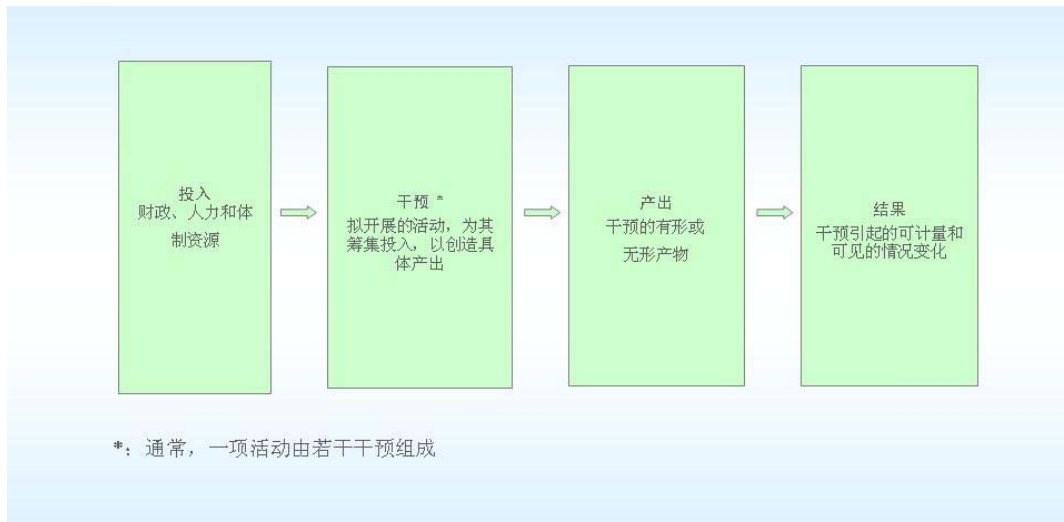 投入
财政、人力和体
制资源
干预 *
拟开展的活动，为其
筹集投入，以创造具
体产出
产出
干预的有形或
无形产物
结果
干预引起的可计量和
可见的情况变化
*：通常，一项活动由若干干预组成